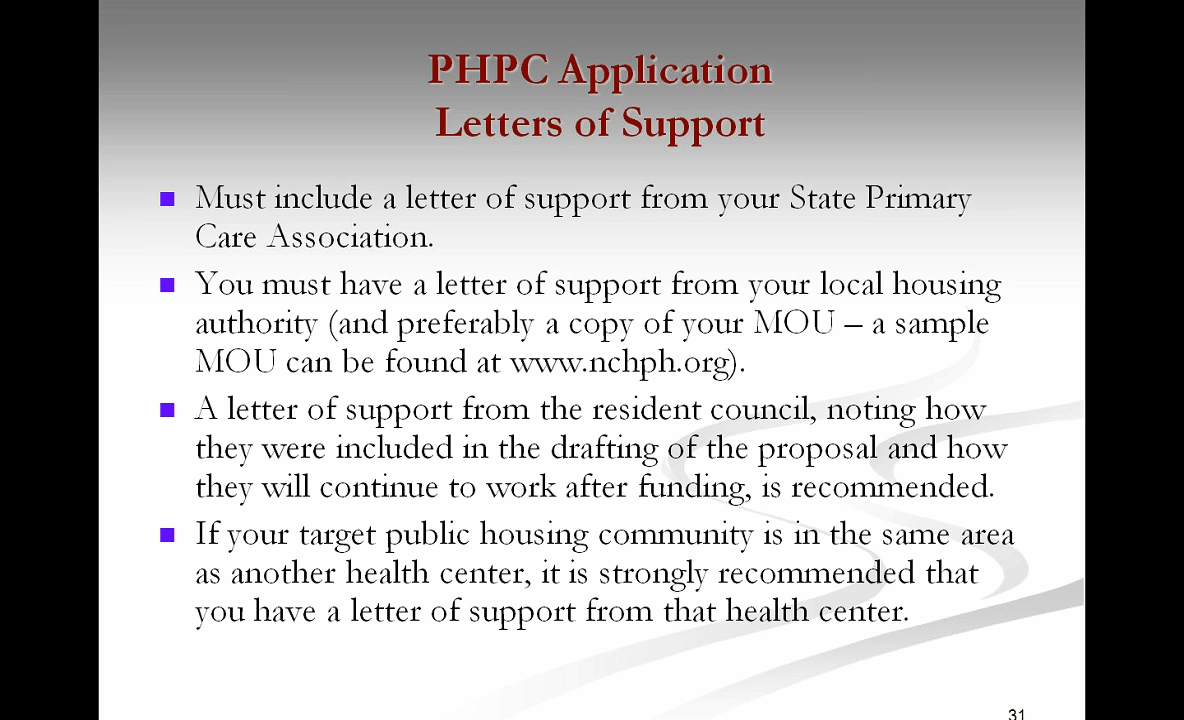 PHPC Application
Letters of Support
Must include a letter of support from your State Primary
Care Association.
You must have a letter of support from your local housing
authority (and preferably a copy of your MOU – a sample
MOU can be found at www.nchph.org).
A letter of support from the resident council, noting how
they were included in the drafting of the proposal and how
they will continue to work after funding, is recommended.
If your target public housing community is in the same area
as another health center, it is strongly recommended that
you have a letter of support from that health center.
31